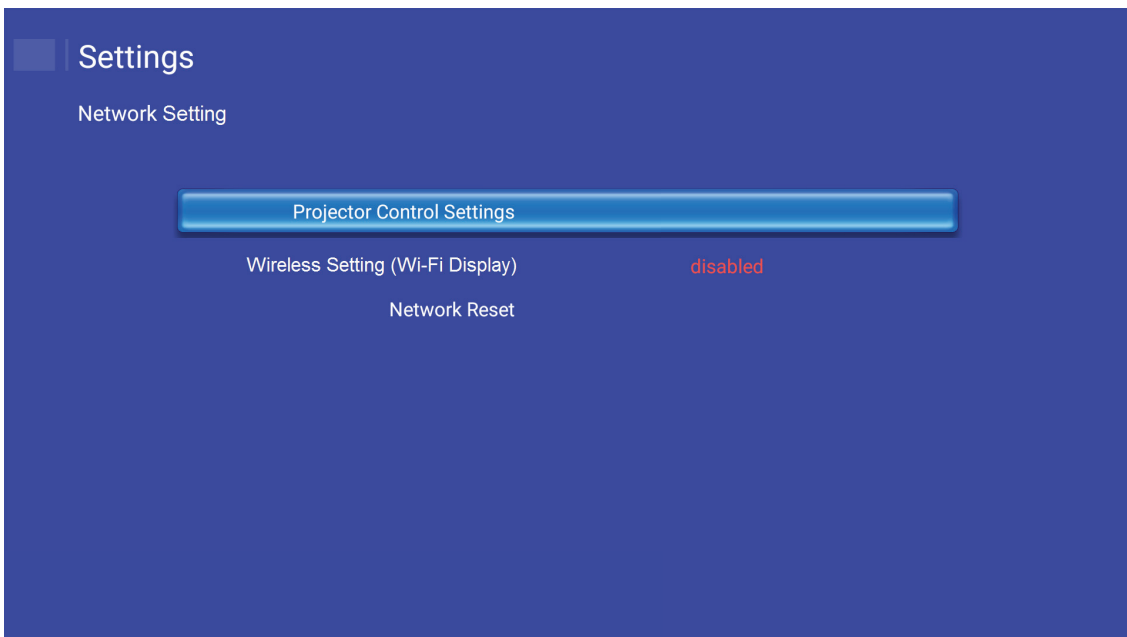 Settings
Network Setting
Projector Control Settings
Wireless Setting (Wi-Fi Display) disabled
Network Reset